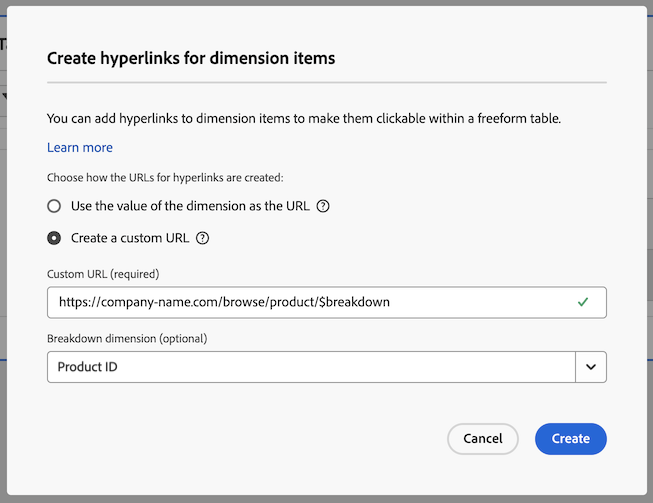 Create hyperlinks for dimension items
You can add hyperlinks to dimension items to make them clickable within a freeform table.
Learn more
Choose how the URLs for hyperlinks are created:
Use the value of the dimension as the URL ?
Create a custom URL ?
Custom URL (required)
https://company-name.com/browse/product/$breakdown
Breakdown dimension (optional)
Product ID
Cancel Create